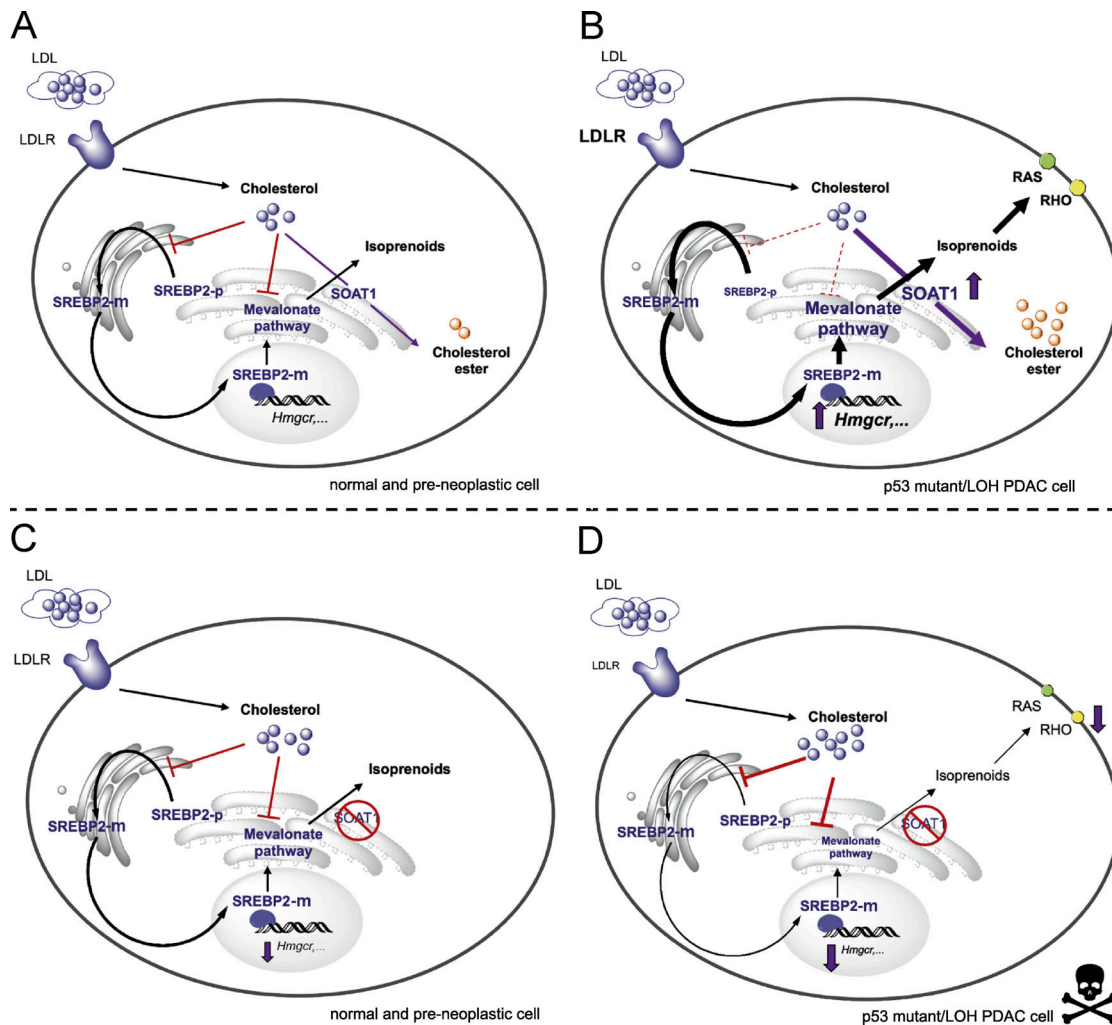 A
LDL
LDLR
Cholesterol
Isoprenoids
SREBP2-m
SREBP2-p
SOAT1
Mevalonate
pathway
Cholesterol
ester
SREBP2-m
Hmgcr,...
normal and pre-neoplastic cell
B
LDL
LDLR
Cholesterol
RAS
RHO
Isoprenoids
SREBP2-m
SREBP2-p
SOAT1
Mevalonate
pathway
Cholesterol
ester
SREBP2-m
Hmgcr,...
p53 mutant/LOH PDAC cell
C
LDL
LDLR
Cholesterol
Isoprenoids
SREBP2-m
SREBP2-p
SOAT1
Mevalonate
pathway
SREBP2-m
Hmgcr,...
normal and pre-neoplastic cell
D
LDL
LDLR
Cholesterol
RAS
RHO
Isoprenoids
SREBP2-m
SREBP2-p
SOAT1
Mevalonate
pathway
SREBP2-m
Hmgcr,...
p53 mutant/LOH PDAC cell